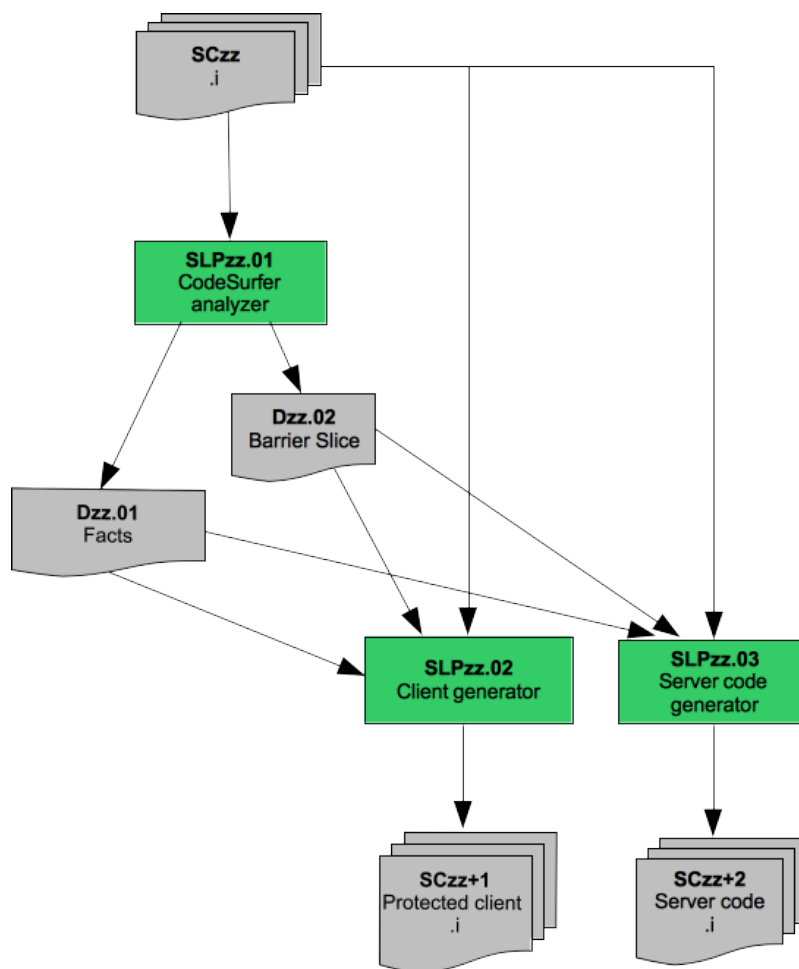 SCzz
.i
SLPzz.01
CodeSurfer
analyzer
Dzz.02
Barrier Slice
Dzz.01
Facts
SLPzz.02
Client generator
SLPzz.03
Server code
generator
SCzz+1
Protected client
.i
SCzz+2
Server code
.i